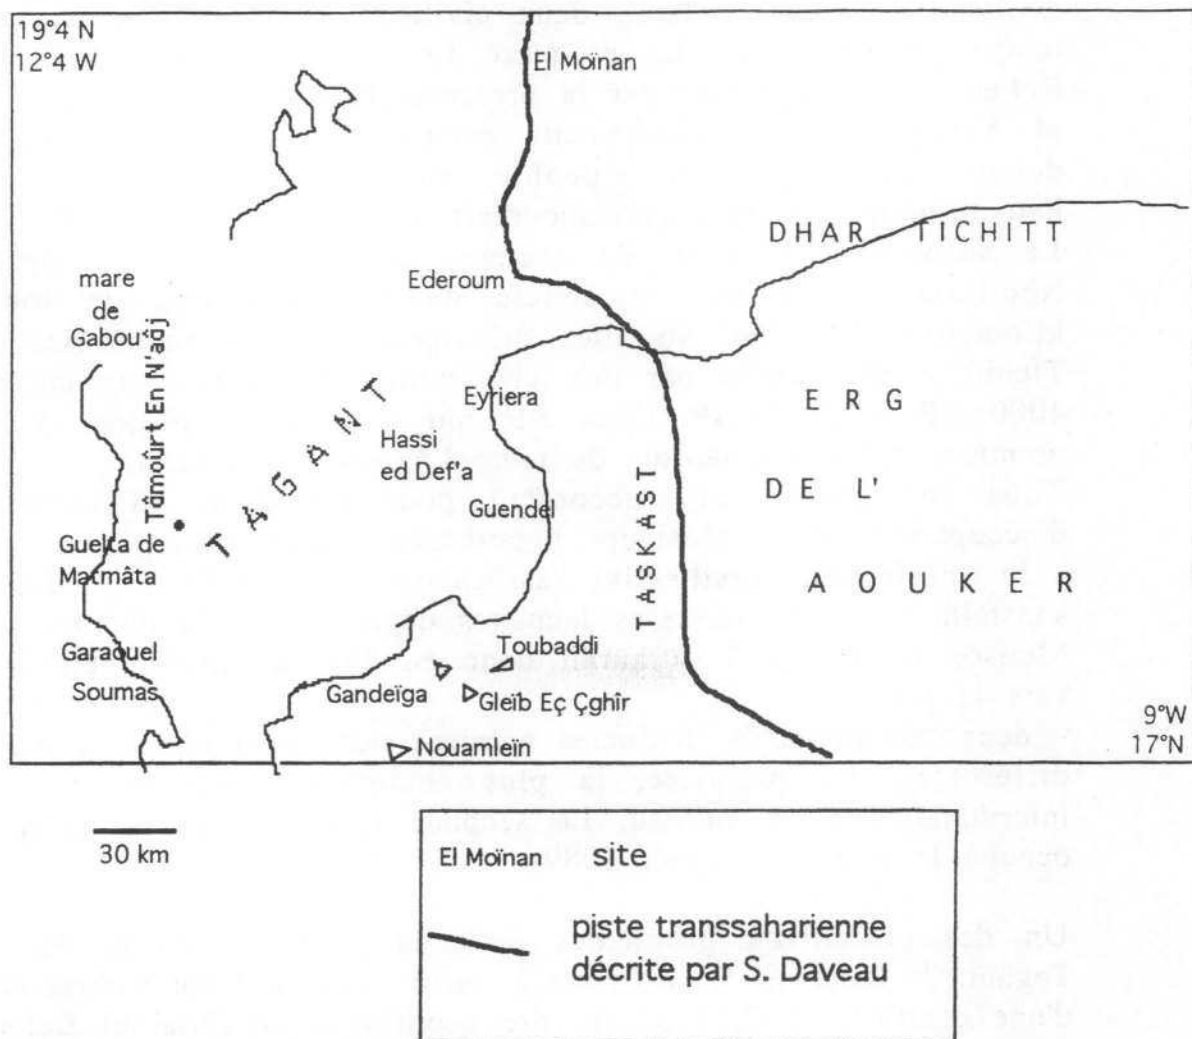 19°4 N
12°4 W
El Moïnan
DHAR TICHITT
mare
de
Gabou
Ederoum
Tâmoûrt En N'âdj
TAGANT
Eyriera
Hassi
ed Def'a
Guendel
ERG
DE L'
AOUKER
TASKAST
Guelta de
Matmâta
Garaouel
Soumas
Toubaddi
Gandeïga
Gleïb Eç Çghîr
Nouamleïn
9°W
17°N
30 km
El Moïnan site
piste transsaharienne
décrite par S. Daveau